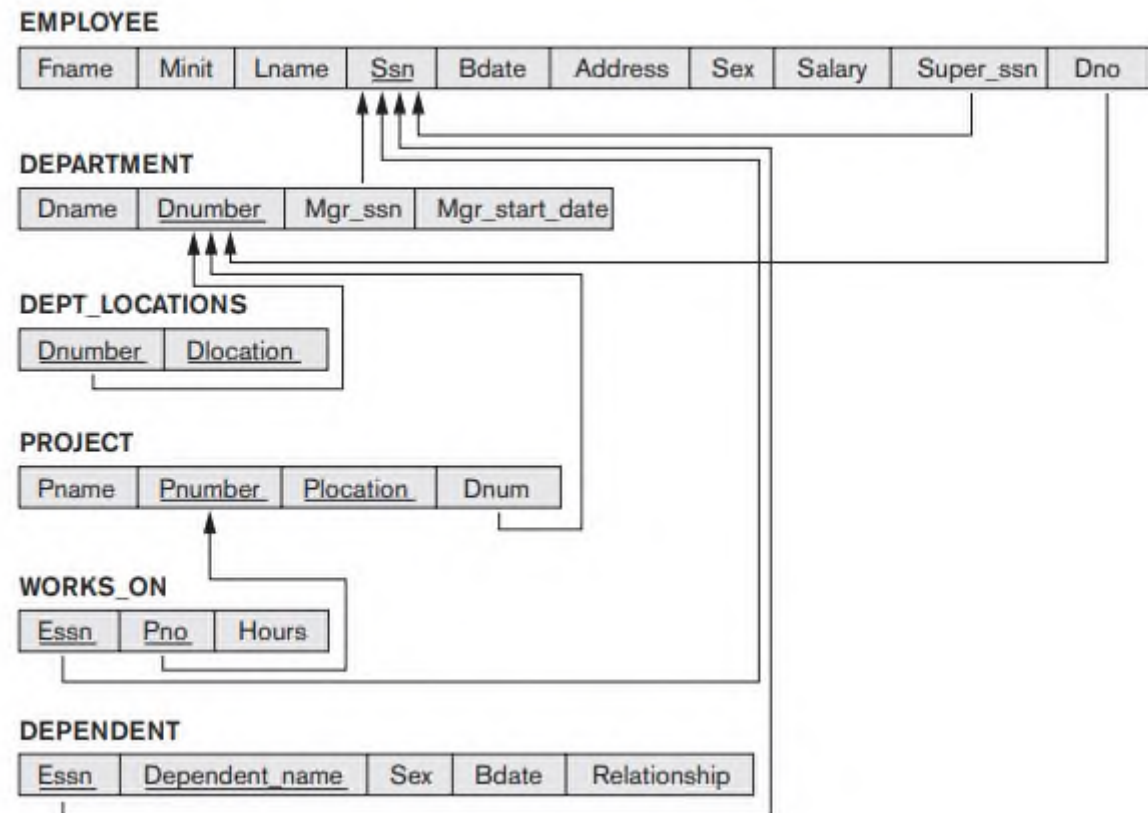 EMPLOYEE
Fname Minit Lname Ssn Bdate Address Sex Salary Super_ssn Dno
DEPARTMENT
Dname Dnumber Mgr_ssn Mgr_start_date
DEPT_LOCATIONS
Dnumber Dlocation
PROJECT
Pname Pnumber Plocation Dnum
WORKS_ON
Essn Pno Hours
DEPENDENT
Essn Dependent_name Sex Bdate Relationship